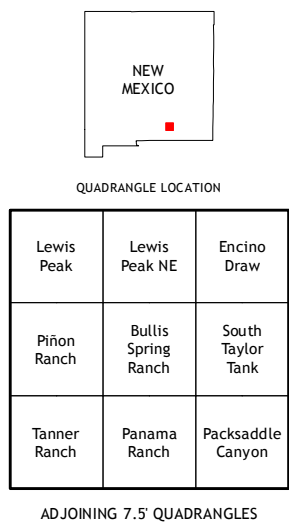 NEW
MEXICO
QUADRANGLE LOCATION
Lewis
Peak
Lewis
Peak NE
Encino
Draw
Piñon
Ranch
Bullis
Spring
Ranch
South
Taylor
Tank
Tanner
Ranch
Panama
Ranch
Packsaddle
Canyon
ADJOINING 7.5' QUADRANGLES